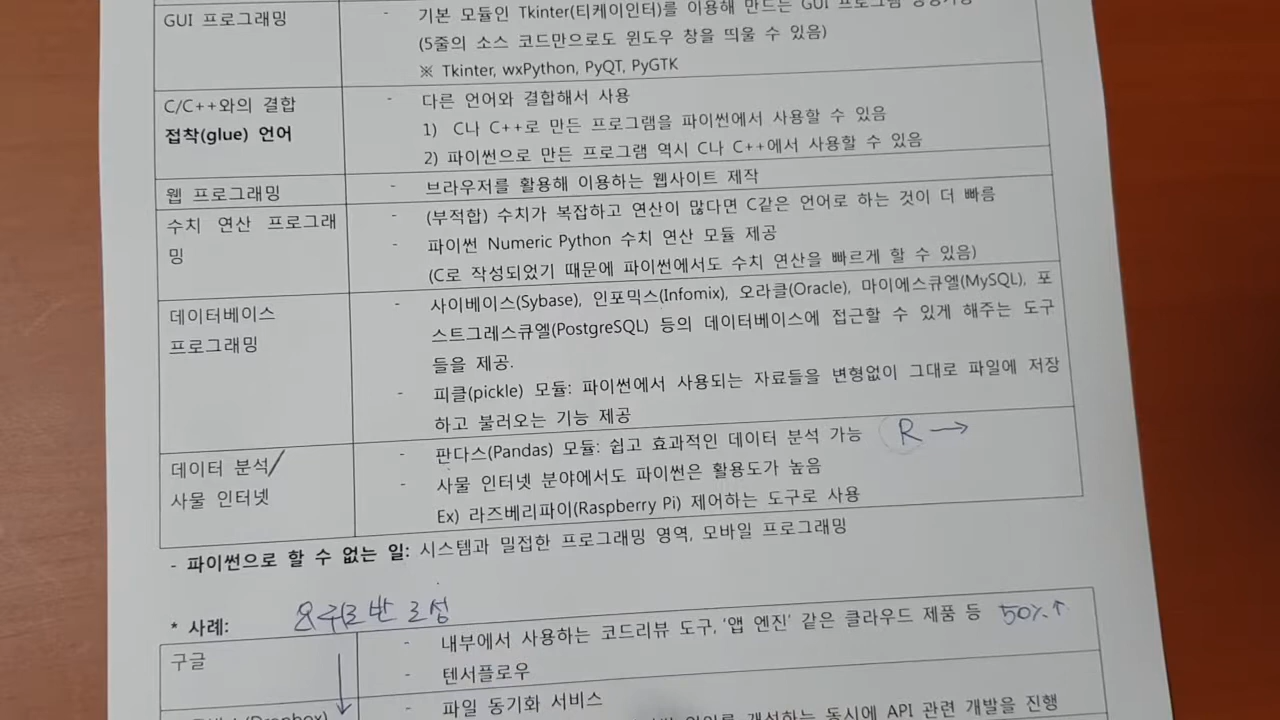 GUI 프로그래밍
- 기본 모듈인 Tkinter(티케이인터)를 이용해 만드는 GUI 프로그램
(5줄의 소스 코드만으로도 윈도우 창을 띄울 수 있음)
※ Tkinter, wxPython, PyQT, PyGTK
C/C++와의 결합
접착(glue) 언어
- 다른 언어와 결합해서 사용
1) C나 C++로 만든 프로그램을 파이썬에서 사용할 수 있음
2) 파이썬으로 만든 프로그램 역시 C나 C++에서 사용할 수 있음
웹 프로그래밍
- 브라우저를 활용해 이용하는 웹사이트 제작
수치 연산 프로그래
밍
- (부적합) 수치가 복잡하고 연산이 많다면 C같은 언어로 하는 것이 더 빠름
- 파이썬 Numeric Python 수치 연산 모듈 제공
(C로 작성되었기 때문에 파이썬에서도 수치 연산을 빠르게 할 수 있음)
데이터베이스
프로그래밍
- 사이베이스(Sybase), 인포믹스(Infomix), 오라클(Oracle), 마이에스큐엘(MySQL), 포
스트그레스큐엘(PostgreSQL) 등의 데이터베이스에 접근할 수 있게 해주는 도구
들을 제공.
- 피클(pickle) 모듈: 파이썬에서 사용되는 자료들을 변형없이 그대로 파일에 저장
하고 불러오는 기능 제공
데이터 분석/
사물 인터넷
- 판다스(Pandas) 모듈: 쉽고 효과적인 데이터 분석 가능 R →
- 사물 인터넷 분야에서도 파이썬은 활용도가 높음
Ex) 라즈베리파이(Raspberry Pi) 제어하는 도구로 사용
- 파이썬으로 할 수 없는 일: 시스템과 밀접한 프로그래밍 영역, 모바일 프로그래밍
* 사례:
구글
- 내부에서 사용하는 코드리뷰 도구, '앱 엔진' 같은 클라우드 제품 등 50%↑
- 텐서플로우
(Dropbox)
- 파일 동기화 서비스
개선하는 동시에 API 관련 개발을 진행